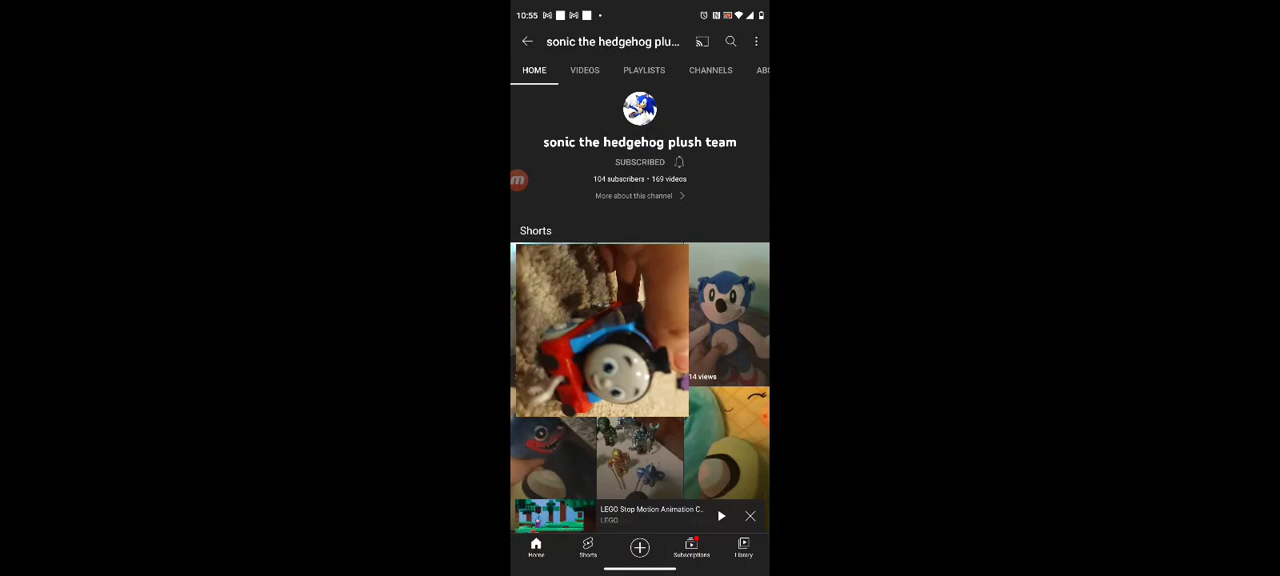 10:55
sonic the hedgehog plu...
HOME VIDEOS PLAYLISTS CHANNELS ABO
sonic the hedgehog plush team
SUBSCRIBED
104 subscribers • 169 videos
More about this channel
Shorts
14 views
LEGO Stop Motion Animation C..
LEGO
Home Shorts Subscriptions Library